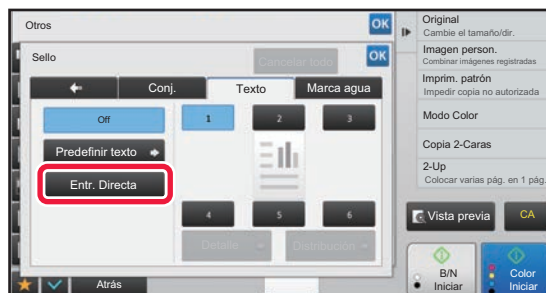 Otros
OK
Sello
Cancelar todo
OK
Conj.
Texto
Marca agua
Off
1
2
3
Predefinir texto
Entr. Directa
4
5
6
Detalle
Distribución
Atrás
Original
Cambie el tamaño/dir.
Imagen person.
Combinar imágenes registradas
Imprim. patrón
Impedir copia no autorizada
Modo Color
Copia 2-Caras
2-Up
Colocar varias pág. en 1 pág.
Vista previa
CA
B/N
Iniciar
Color
Iniciar